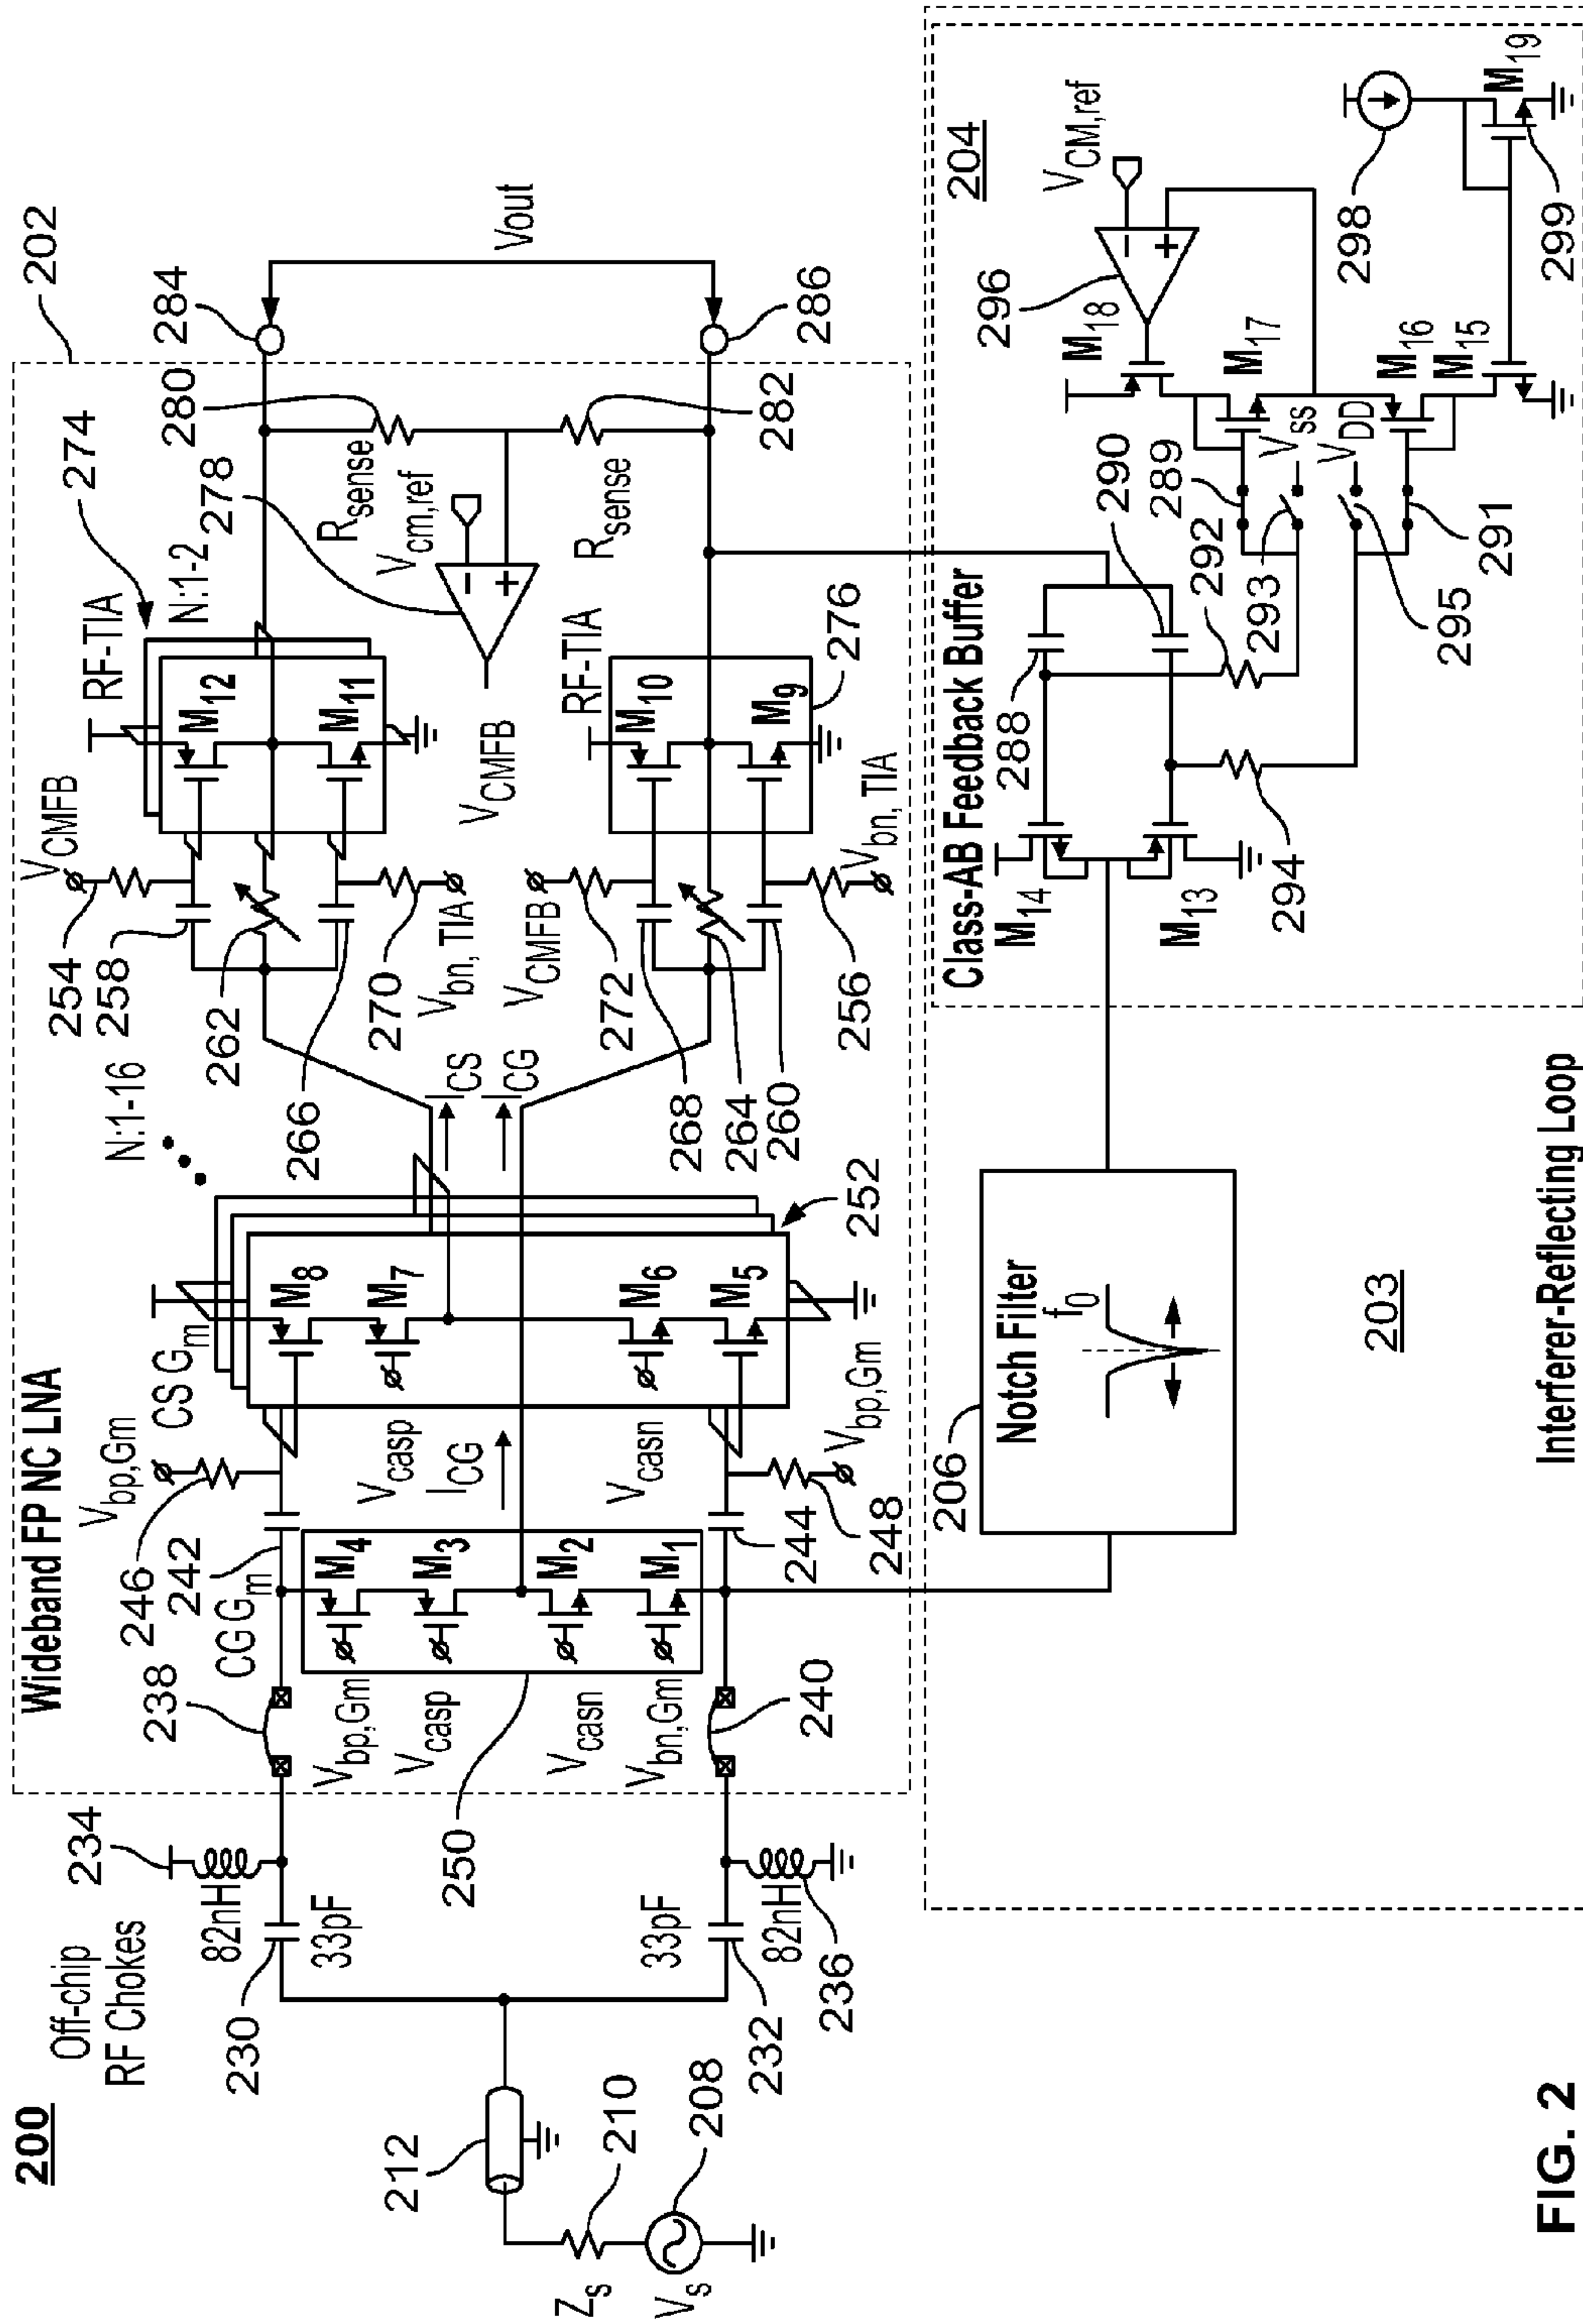 200
202
Wideband FP NC LNA
Off-chip
RF Chokes
234
82nH
230
33pF
33pF
232
82nH
236
212
210
208
Zs
Vs
238
240
246
242
CG Gm
Vbp,Gm
Vbp,Gm
Vcasp
Vcasn
Vbn,Gm
250
CS Gm
N:1-16
M4
M3
M2
M1
Vcasp
ICG
Vcasn
244
248
Vbp,Gm
M8
M7
M6
M5
252
ICS
ICG
VCMFB
254
258
262
266
270
Vbn, TIA
VCMFB
272
268
264
260
256
Vbn, TIA
RF-TIA
N:1-2
274
M12
M11
RF-TIA
M10
M9
276
VCMFB
278
Vcm,ref
Rsense
Rsense
280
282
284
286
Vout
Class-AB Feedback Buffer
204
288
290
M14
M13
292
294
293
295
289
291
Vss
VDD
M18
M17
M16
M15
296
VCM,ref
298
299
M19
206
Notch Filter
f0
203
Interferer-Reflecting Loop
FIG. 2